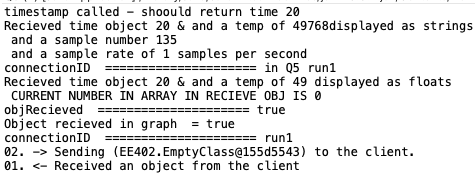 timestamp called - shoould return time 20
Recieved time object 20 & and a temp of 49768displayed as strings
and a sample number 135
and a sample rate of 1 samples per second
connectionID ====================== in Q5 run1
Recieved time object 20 & and a temp of 49 displayed as floats
CURRENT NUMBER IN ARRAY IN RECIEVE OBJ IS 0
objRecieved ====================== true
Object recieved in graph = true
connectionID ====================== run1
02. -> Sending (EE402.EmptyClass@155d5543) to the client.
01. <- Received an object from the client